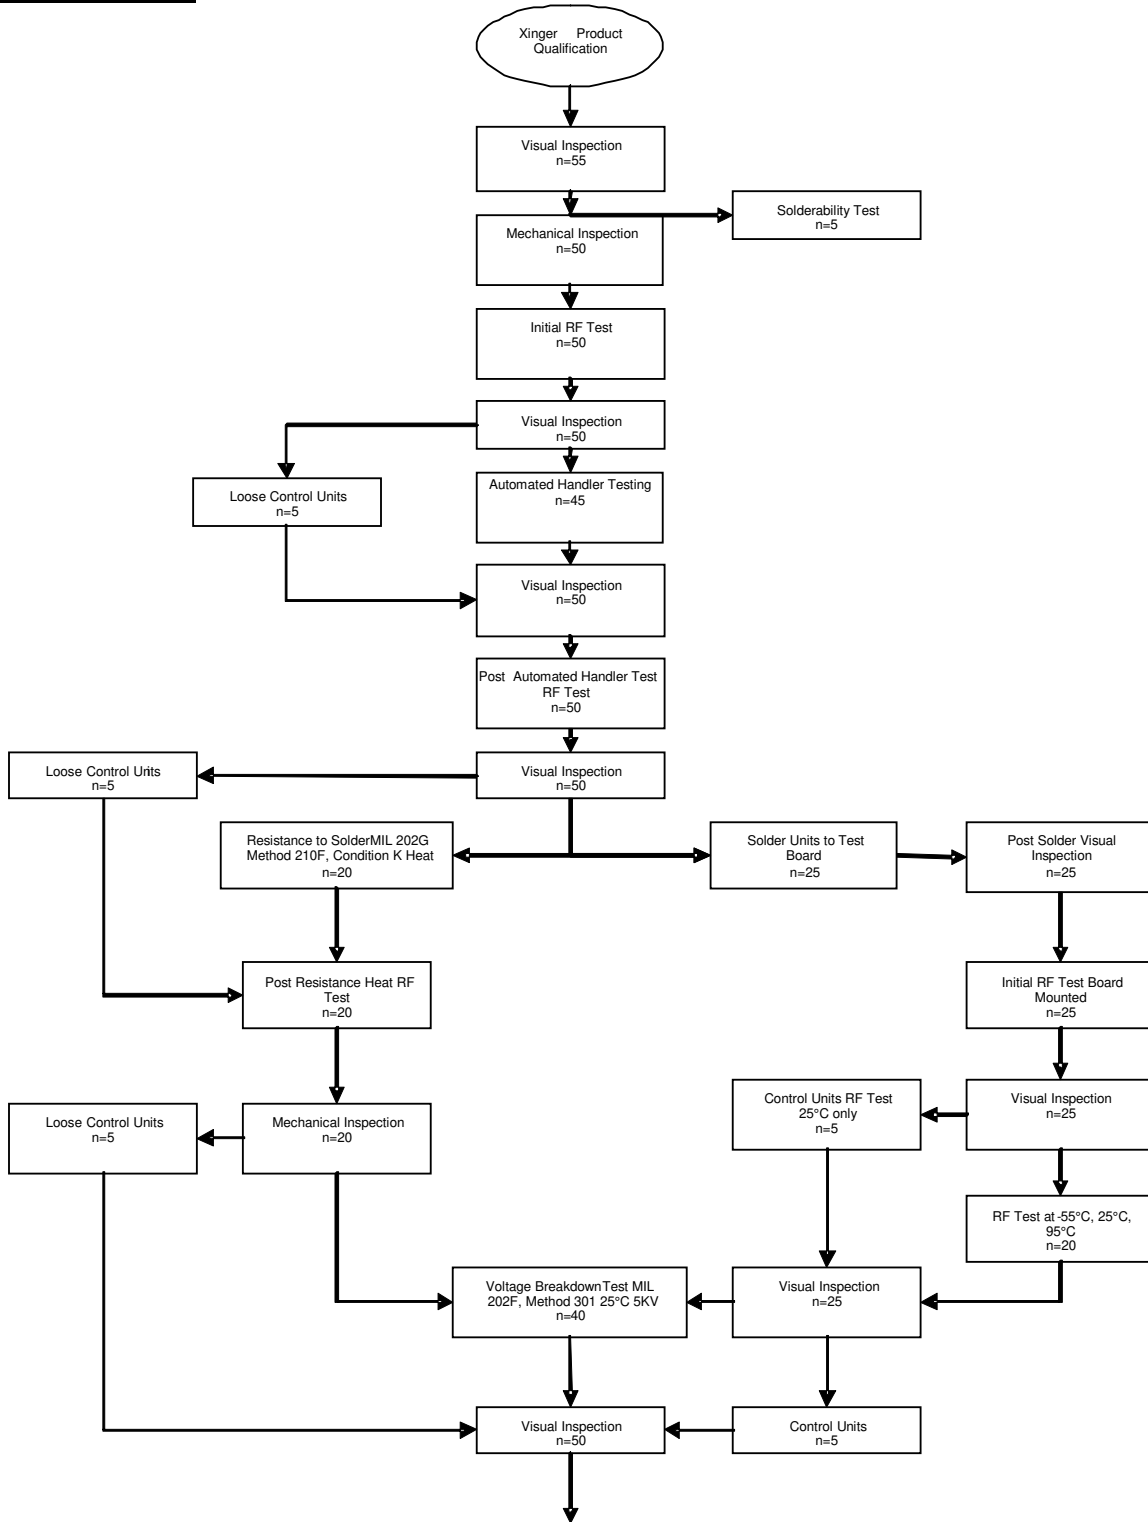 Xinger Product
Qualification
Visual Inspection
n=55
Solderability Test
n=5
Mechanical Inspection
n=50
Initial RF Test
n=50
Visual Inspection
n=50
Loose Control Units
n=5
Automated Handler Testing
n=45
Visual Inspection
n=50
Post Automated Handler Test
RF Test
n=50
Loose Control Units
n=5
Visual Inspection
n=50
Resistance to SolderMIL 202G
Method 210F, Condition K Heat
n=20
Solder Units to Test
Board
n=25
Post Solder Visual
Inspection
n=25
Post Resistance Heat RF
Test
n=20
Initial RF Test Board
Mounted
n=25
Loose Control Units
n=5
Mechanical Inspection
n=20
Control Units RF Test
25°C only
n=5
Visual Inspection
n=25
RF Test at -55°C, 25°C,
95°C
n=20
Voltage BreakdownTest MIL
202F, Method 301 25°C 5KV
n=40
Visual Inspection
n=25
Visual Inspection
n=50
Control Units
n=5